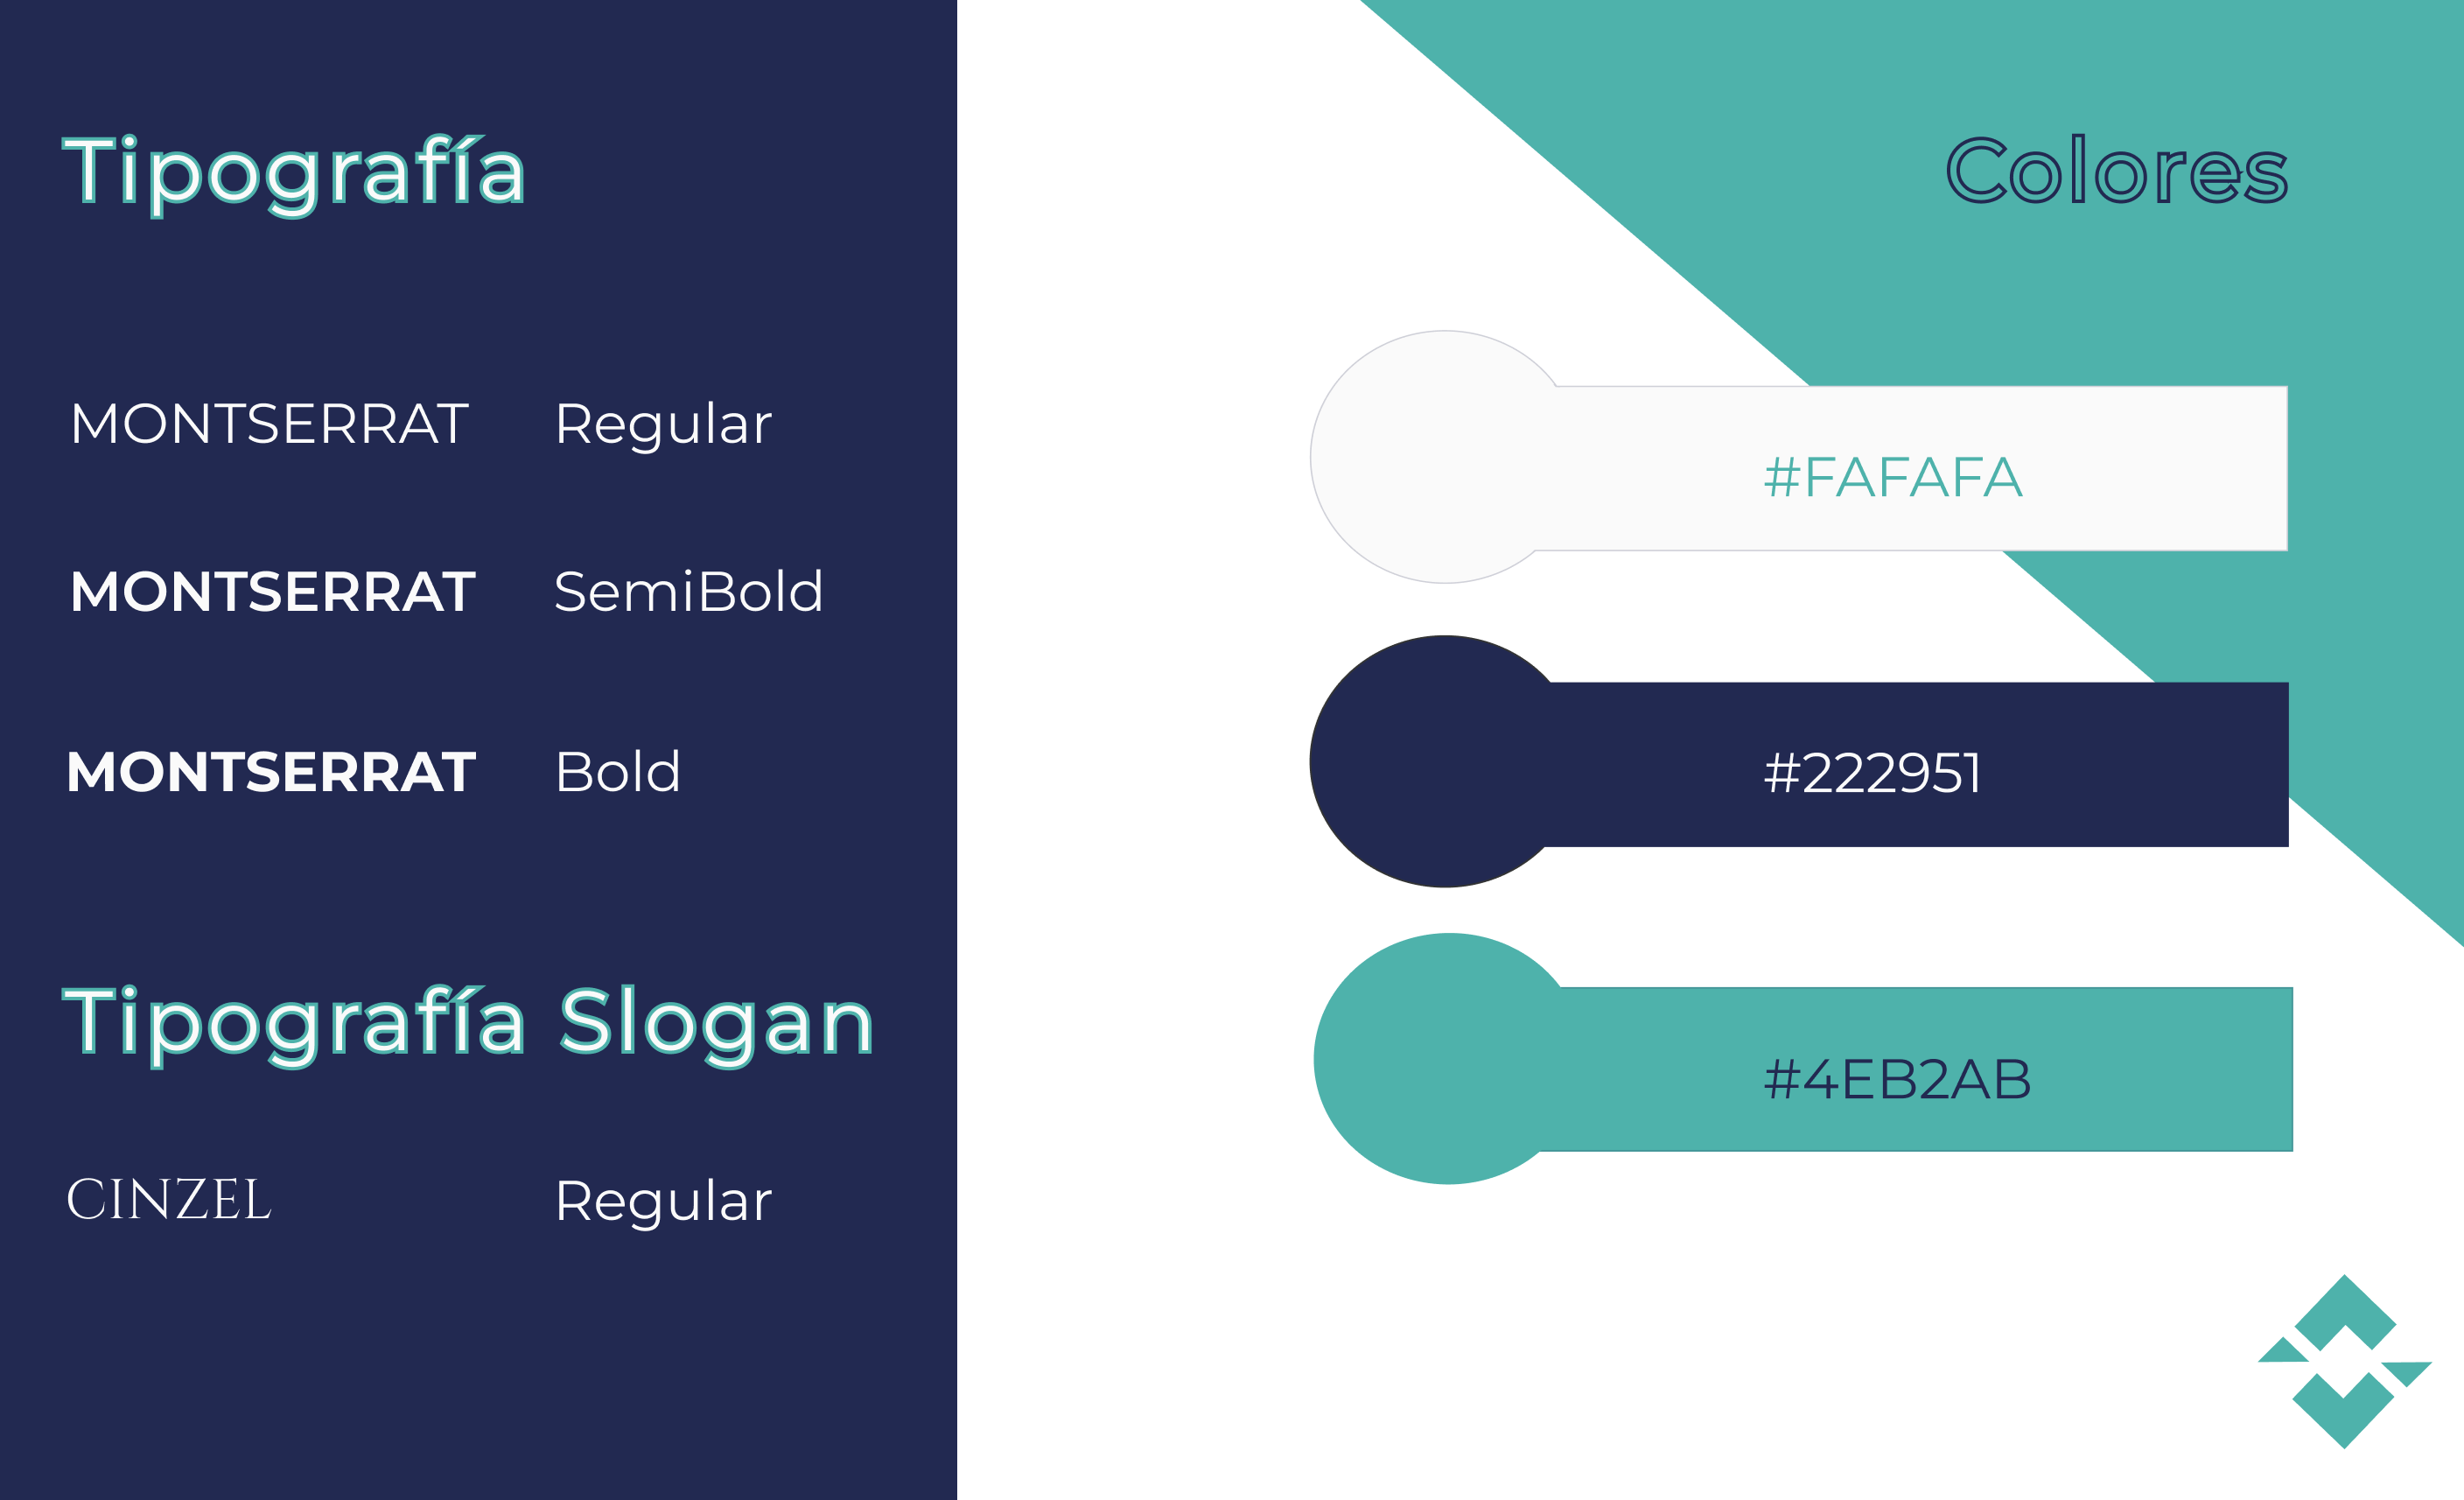 Tipografía
MONTSERRAT Regular
MONTSERRAT SemiBold
MONTSERRAT Bold
Tipografía Slogan
CINZEL Regular
Colores
#FAFAFA
#222951
#4EB2AB